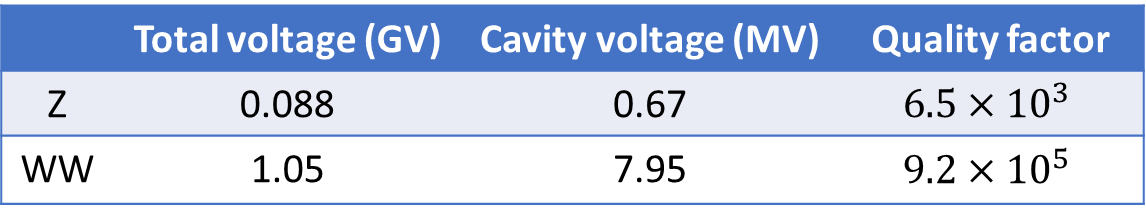 Total voltage (GV) Cavity voltage (MV) Quality factor
Z 0.088 0.67 6.5 × 10³
WW 1.05 7.95 9.2 × 10⁵